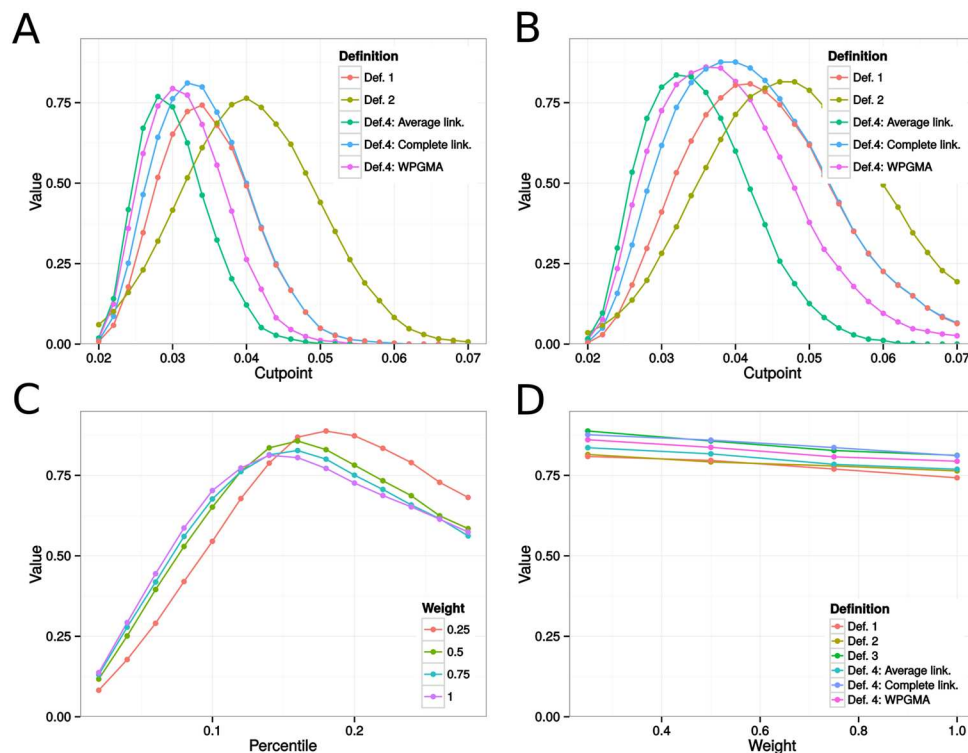 A
Value
0.75
0.50
0.25
0.00
0.02
0.03
0.04
0.05
0.06
0.07
Cutpoint
Definition
Def. 1
Def. 2
Def.4: Average link.
Def.4: Complete link.
Def.4: WPGMA
B
Value
0.75
0.50
0.25
0.00
0.02
0.03
0.04
0.05
0.06
0.07
Cutpoint
Definition
Def. 1
Def. 2
Def.4: Average link.
Def.4: Complete link.
Def.4: WPGMA
C
Value
0.75
0.50
0.25
0.00
0.1
0.2
Percentile
Weight
0.25
0.5
0.75
1
D
Value
0.75
0.50
0.25
0.00
0.4
0.6
0.8
1.0
Weight
Definition
Def. 1
Def. 2
Def. 3
Def. 4: Average link.
Def. 4: Complete link.
Def. 4: WPGMA